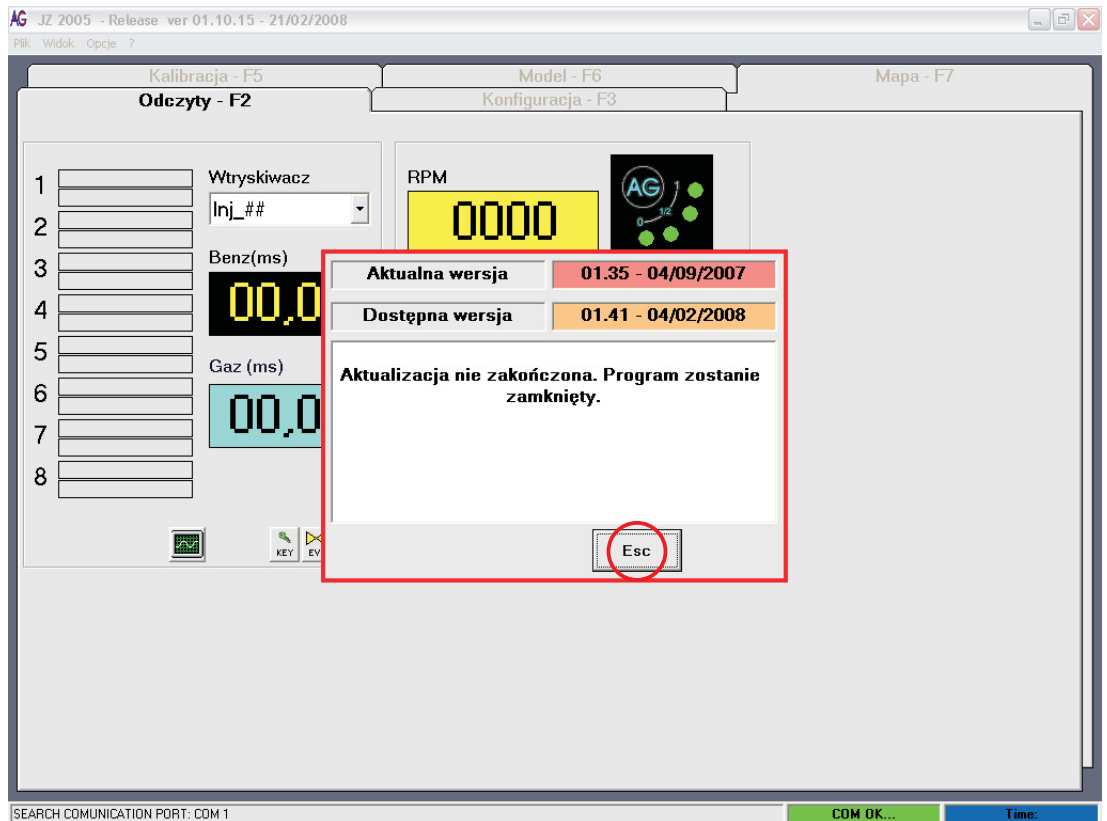 AG JZ 2005 - Release ver 01.10.15 - 21/02/2008
Plik Widok Opcje ?
Kalibracja - F5 Model - F6 Mapa - F7
Odczyty - F2 Konfiguracja - F3
Wtryskiwacz
Inj_##
RPM
0000
AG 1
1/2
0
1
2
3
4
5
6
7
8
Benz(ms)
00,0
Gaz (ms)
00,0
KEY EV
Aktualna wersja 01.35 - 04/09/2007
Dostępna wersja 01.41 - 04/02/2008
Aktualizacja nie zakończona. Program zostanie
zamknięty.
Esc
SEARCH COMUNICATION PORT: COM 1 COM OK... Time: